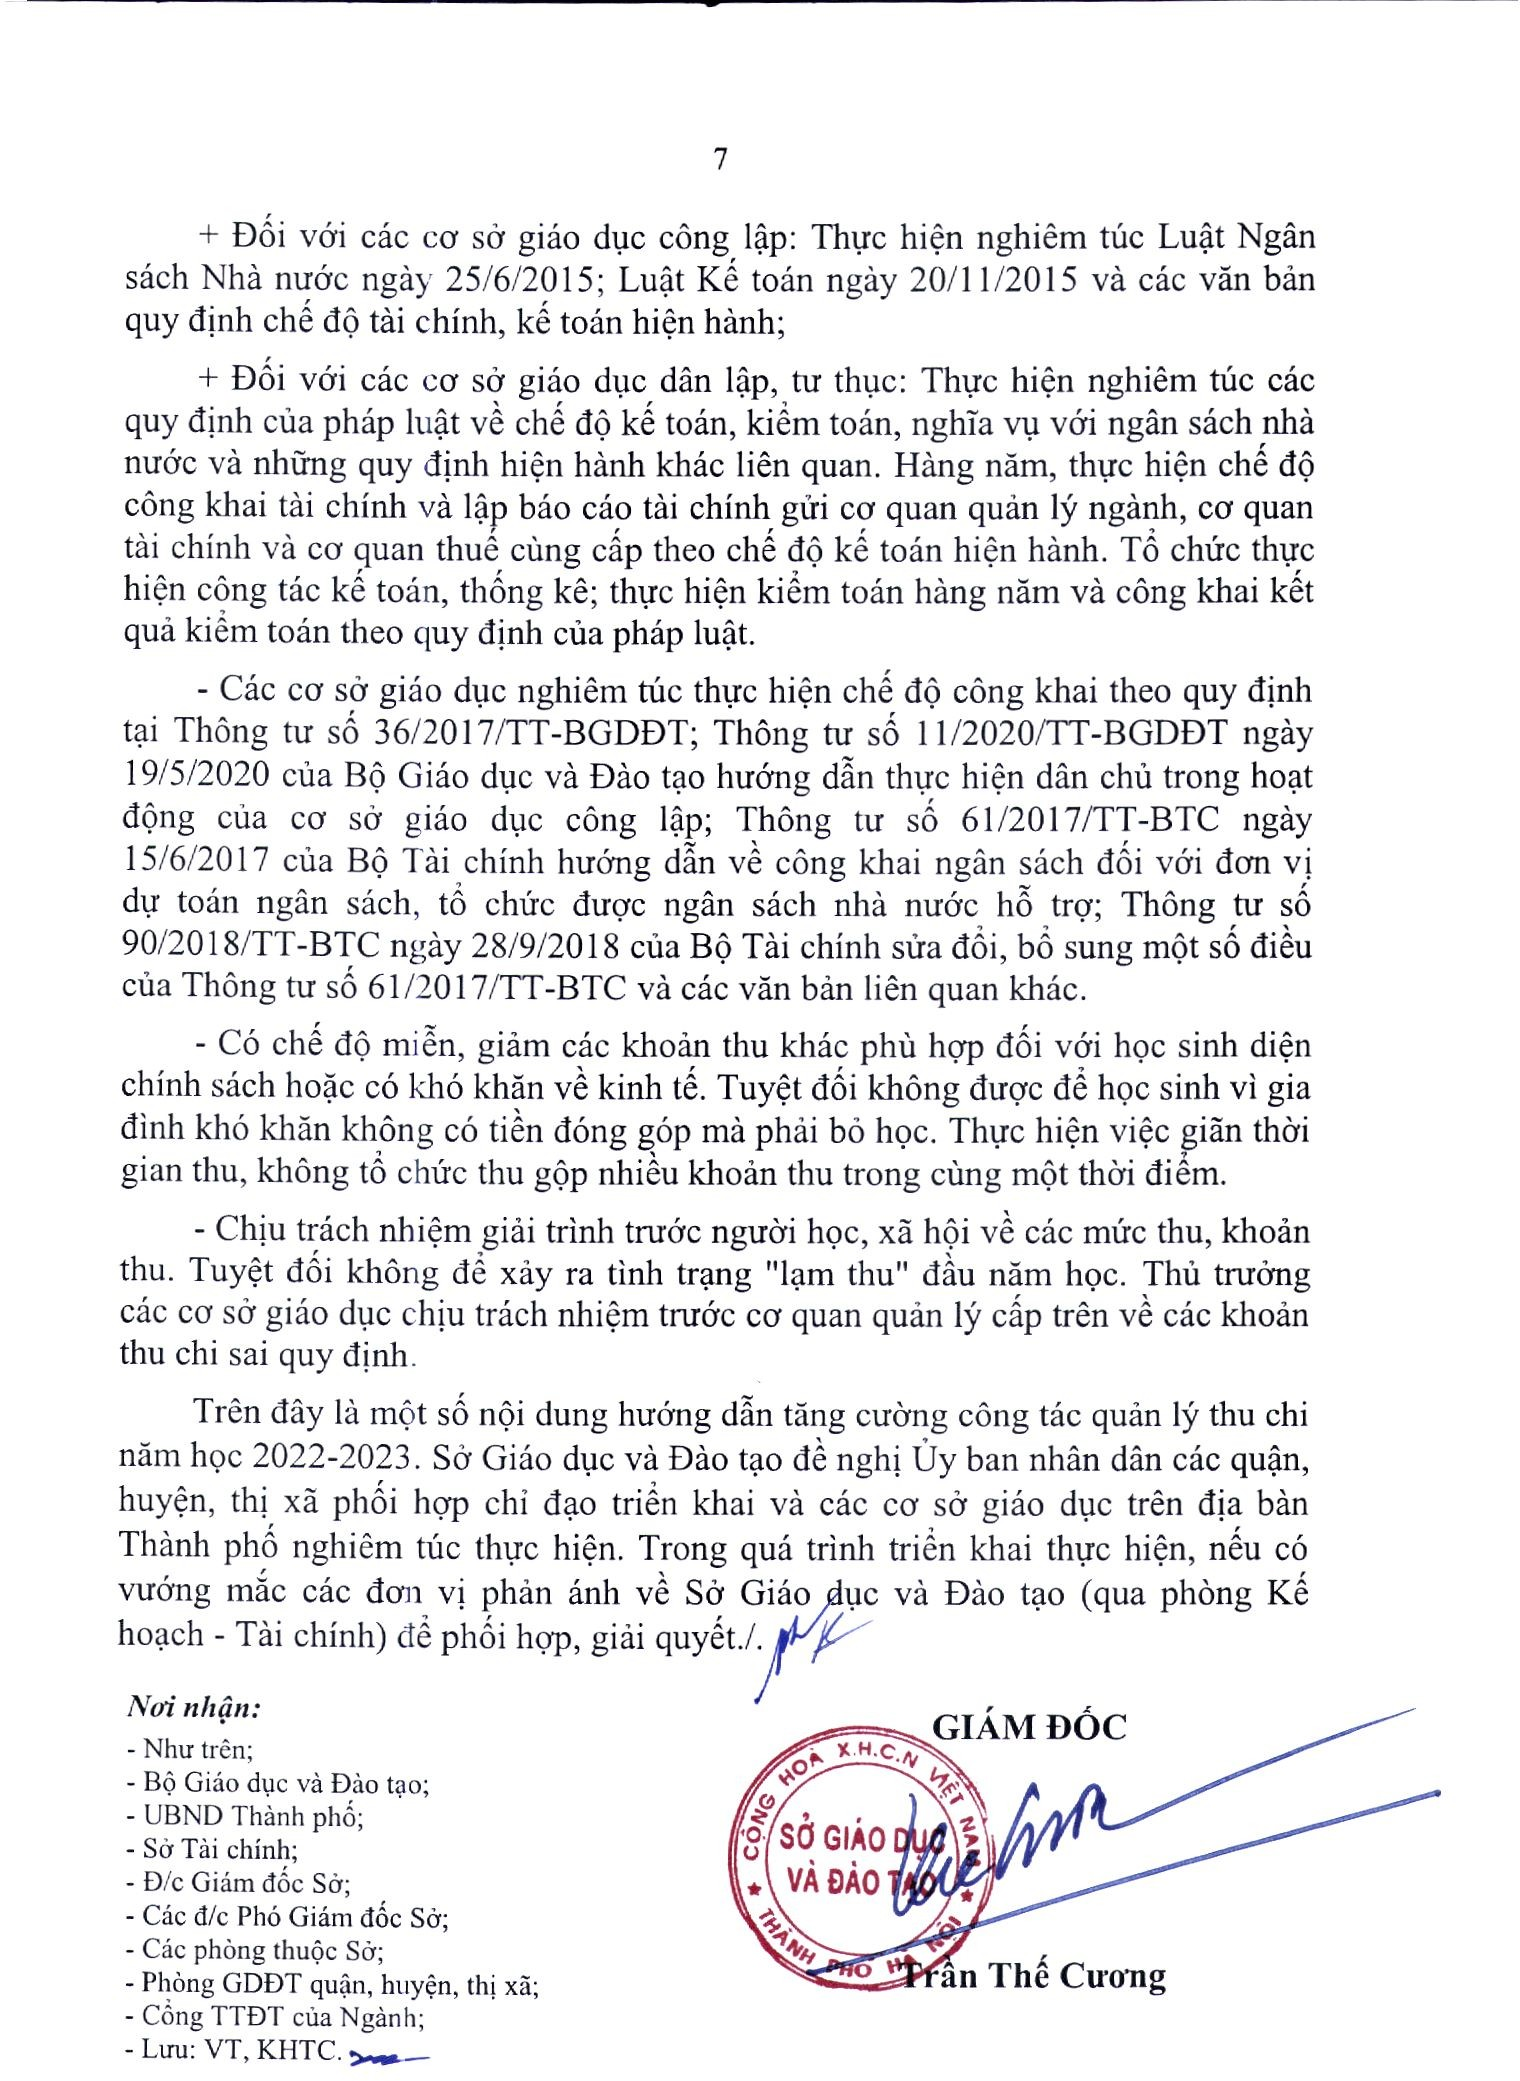 7
+ Đối với các cơ sở giáo dục công lập: Thực hiện nghiêm túc Luật Ngân
sách Nhà nước ngày 25/6/2015; Luật Kế toán ngày 20/11/2015 và các văn bản
quy định chế độ tài chính, kế toán hiện hành;
+ Đối với các cơ sở giáo dục dân lập, tư thục: Thực hiện nghiêm túc các
quy định của pháp luật về chế độ kế toán, kiểm toán, nghĩa vụ với ngân sách nhà
nước và những quy định hiện hành khác liên quan. Hàng năm, thực hiện chế độ
công khai tài chính và lập báo cáo tài chính gửi cơ quan quản lý ngành, cơ quan
tài chính và cơ quan thuế cùng cấp theo chế độ kế toán hiện hành. Tổ chức thực
hiện công tác kế toán, thống kê; thực hiện kiểm toán hàng năm và công khai kết
quả kiểm toán theo quy định của pháp luật.
- Các cơ sở giáo dục nghiêm túc thực hiện chế độ công khai theo quy định
tại Thông tư số 36/2017/TT-BGDĐT; Thông tư số 11/2020/TT-BGDĐT ngày
19/5/2020 của Bộ Giáo dục và Đào tạo hướng dẫn thực hiện dân chủ trong hoạt
động của cơ sở giáo dục công lập; Thông tư số 61/2017/TT-BTC ngày
15/6/2017 của Bộ Tài chính hướng dẫn về công khai ngân sách đối với đơn vị
dự toán ngân sách, tổ chức được ngân sách nhà nước hỗ trợ; Thông tư số
90/2018/TT-BTC ngày 28/9/2018 của Bộ Tài chính sửa đổi, bổ sung một số điều
của Thông tư số 61/2017/TT-BTC và các văn bản liên quan khác.
- Có chế độ miễn, giảm các khoản thu khác phù hợp đối với học sinh diện
chính sách hoặc có khó khăn về kinh tế. Tuyệt đối không được để học sinh vì gia
đình khó khăn không có tiền đóng góp mà phải bỏ học. Thực hiện việc giãn thời
gian thu, không tổ chức thu gộp nhiều khoản thu trong cùng một thời điểm.
- Chịu trách nhiệm giải trình trước người học, xã hội về các mức thu, khoản
thu. Tuyệt đối không để xảy ra tình trạng "lạm thu" đầu năm học. Thủ trưởng
các cơ sở giáo dục chịu trách nhiệm trước cơ quan quản lý cấp trên về các khoản
thu chi sai quy định.
Trên đây là một số nội dung hướng dẫn tăng cường công tác quản lý thu chi
năm học 2022-2023. Sở Giáo dục và Đào tạo đề nghị Ủy ban nhân dân các quận,
huyện, thị xã phối hợp chỉ đạo triển khai và các cơ sở giáo dục trên địa bàn
Thành phố nghiêm túc thực hiện. Trong quá trình triển khai thực hiện, nếu có
vướng mắc các đơn vị phản ánh về Sở Giáo dục và Đào tạo (qua phòng Kế
hoạch - Tài chính) để phối hợp, giải quyết./.
Nơi nhận:
- Như trên;
- Bộ Giáo dục và Đào tạo;
- UBND Thành phố;
- Sở Tài chính;
- Đ/c Giám đốc Sở;
- Các đ/c Phó Giám đốc Sở;
- Các phòng thuộc Sở;
- Phòng GDĐT quận, huyện, thị xã;
- Cổng TTĐT của Ngành;
- Lưu: VT, KHTC.
GIÁM ĐỐC
CỘNG HOÀ X.H.C.N VIỆT NAM
SỞ GIÁO DỤC
VÀ ĐÀO TẠO
THÀNH PHỐ HÀ NỘI
Trần Thế Cương